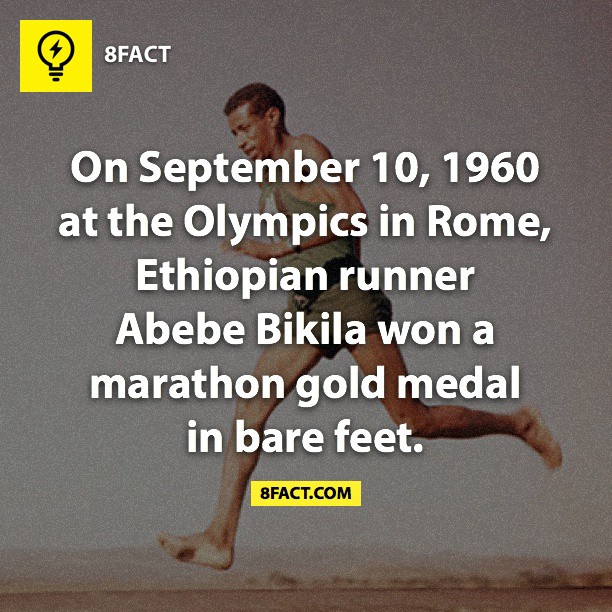 8FACT
On September 10, 1960
at the Olympics in Rome,
Ethiopian runner
Abebe Bikila won a
marathon gold medal
in bare feet.
8FACT.COM